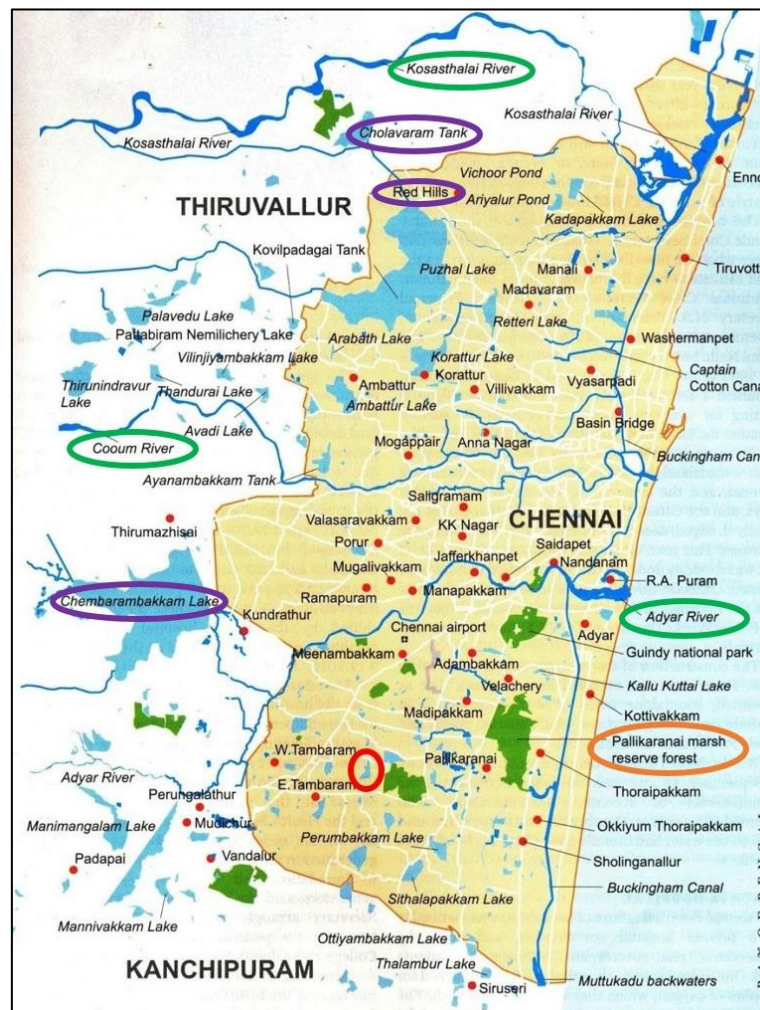 Kosasthalai River
Kosasthalai River
Kosasthalai River
Cholavaram Tank
Enno
Vichoor Pond
Red Hills
Ariyalur Pond
THIRUVALLUR
Kadapakkam Lake
Kovilpadagai Tank
Puzhal Lake
Manali
Tiruvott
Madavaram
Palavedu Lake
Retteri Lake
Pattabiram Nemilichery Lake
Arabath Lake
Washermanpet
Vilinjiyambakkam Lake
Korattur Lake
Korattur
Captain
Cotton Cana
Thirunindravur
Lake
Thandurai Lake
Ambattur
Villivakkam
Vyasarpadi
Ambattur Lake
Avadi Lake
Basin Bridge
Cooum River
Mogappair
Anna Nagar
Buckingham Can
Ayanambakkam Tank
Saligramam
Thirumazhisai
Valasaravakkam
KK Nagar
CHENNAI
Porur
Saidapet
Jafferkhanpet
Nandanam
Mugalivakkam
R.A. Puram
Chembarambakkam Lake
Ramapuram
Manapakkam
Kundrathur
Adyar River
Chennai airport
Adyar
Meenambakkam
Adambakkam
Guindy national park
Velachery
Kallu Kuttai Lake
Madipakkam
Kottivakkam
W.Tambaram
Pallikaranai marsh
reserve forest
Adyar River
Pallikaranai
E.Tambaram
Thoraipakkam
Perungalathur
Manimangalam Lake
Mudichur
Okkiyum Thoraipakkam
Perumbakkam Lake
Padapai
Vandalur
Sholinganallur
Sithalapakkam Lake
Buckingham Canal
Mannivakkam Lake
Ottiyambakkam Lake
KANCHIPURAM
Thalambur Lake
Siruseri
Muttukadu backwaters